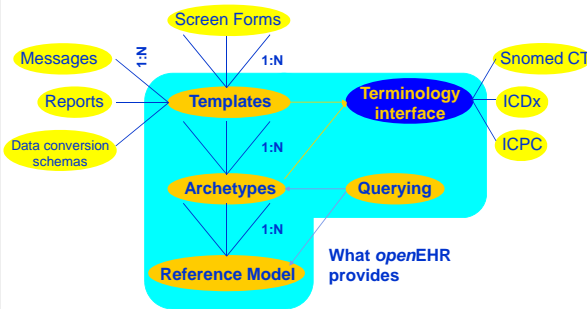 Screen Forms
Messages
1:N
1:N
Snomed CT
Reports
Templates
Terminology
interface
ICDx
Data conversion
schemas
1:N
ICPC
Archetypes
Querying
1:N
Reference Model
What openEHR
provides